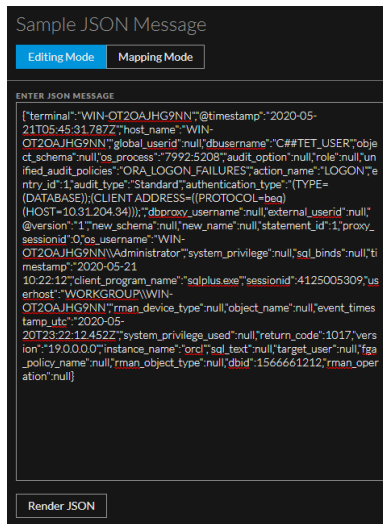 Sample JSON Message
Editing Mode
Mapping Mode
ENTER JSON MESSAGE
{"terminal":"WIN-OT2OAJHG9NN","@timestamp":"2020-05-
21T05:45:31.787Z","host_name":"WIN-
OT2OAJHG9NN","global_userid":null,"dbusername":"C##TET_USER","obje
ct_schema":null,"os_process":"7992:5208","audit_option":null,"role":null,"un
ified_audit_policies":"ORA_LOGON_FAILURES","action_name":"LOGON","e
ntry_id":1,"audit_type":"Standard","authentication_type":"(TYPE=
(DATABASE));(CLIENT ADDRESS=((PROTOCOL=beq)
(HOST=10.31.204.34)));","dbproxy_username":null,"external_userid":null,"
@version":"1","new_schema":null,"new_name":null,"statement_id":1,"proxy_
sessionid":0,"os_username":"WIN-
OT2OAJHG9NN\\Administrator","system_privilege":null,"sql_binds":null,"ti
mestamp":"2020-05-21
10:22:12","client_program_name":"sqlplus.exe","sessionid":4125005309,"us
erhost":"WORKGROUP\\WIN-
OT2OAJHG9NN","rman_device_type":null,"object_name":null,"event_times
tamp_utc":"2020-05-
20T23:22:12.452Z","system_privilege_used":null,"return_code":1017,"vers
ion":"19.0.0.0.0","instance_name":"orcl","sql_text":null,"target_user":null,"fga
_policy_name":null,"rman_object_type":null,"dbid":1566661212,"rman_oper
ation":null}
Render JSON